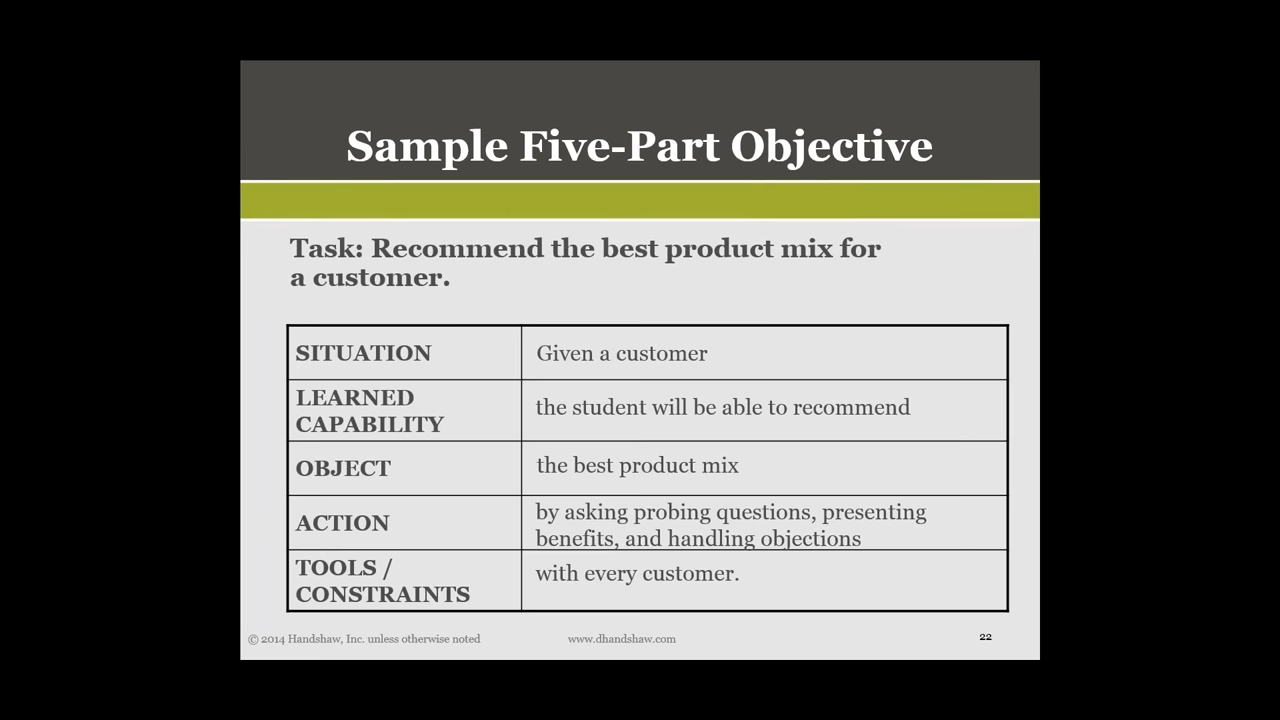 Sample Five-Part Objective
Task: Recommend the best product mix for
a customer.
SITUATION
Given a customer
LEARNED
CAPABILITY
the student will be able to recommend
OBJECT
the best product mix
ACTION
by asking probing questions, presenting
benefits, and handling objections
TOOLS /
CONSTRAINTS
with every customer.
© 2014 Handshaw, Inc. unless otherwise noted
www.dhandshaw.com
22